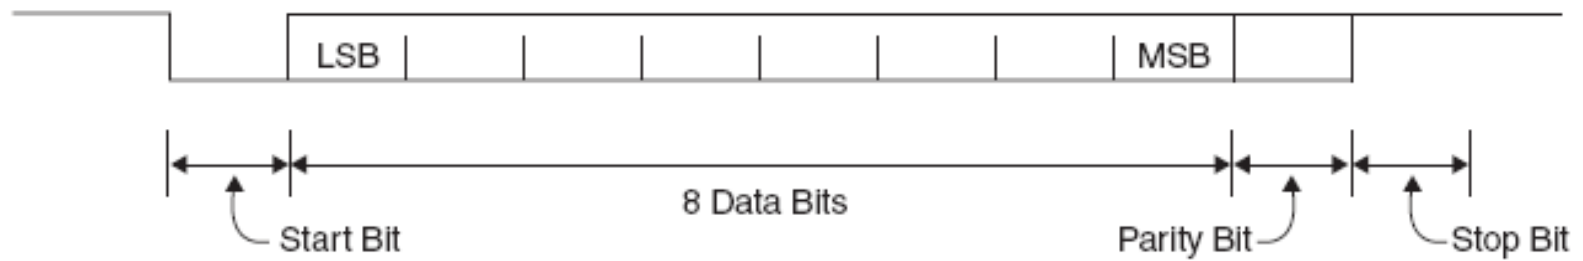 LSB
MSB
8 Data Bits
Start Bit
Parity Bit
Stop Bit